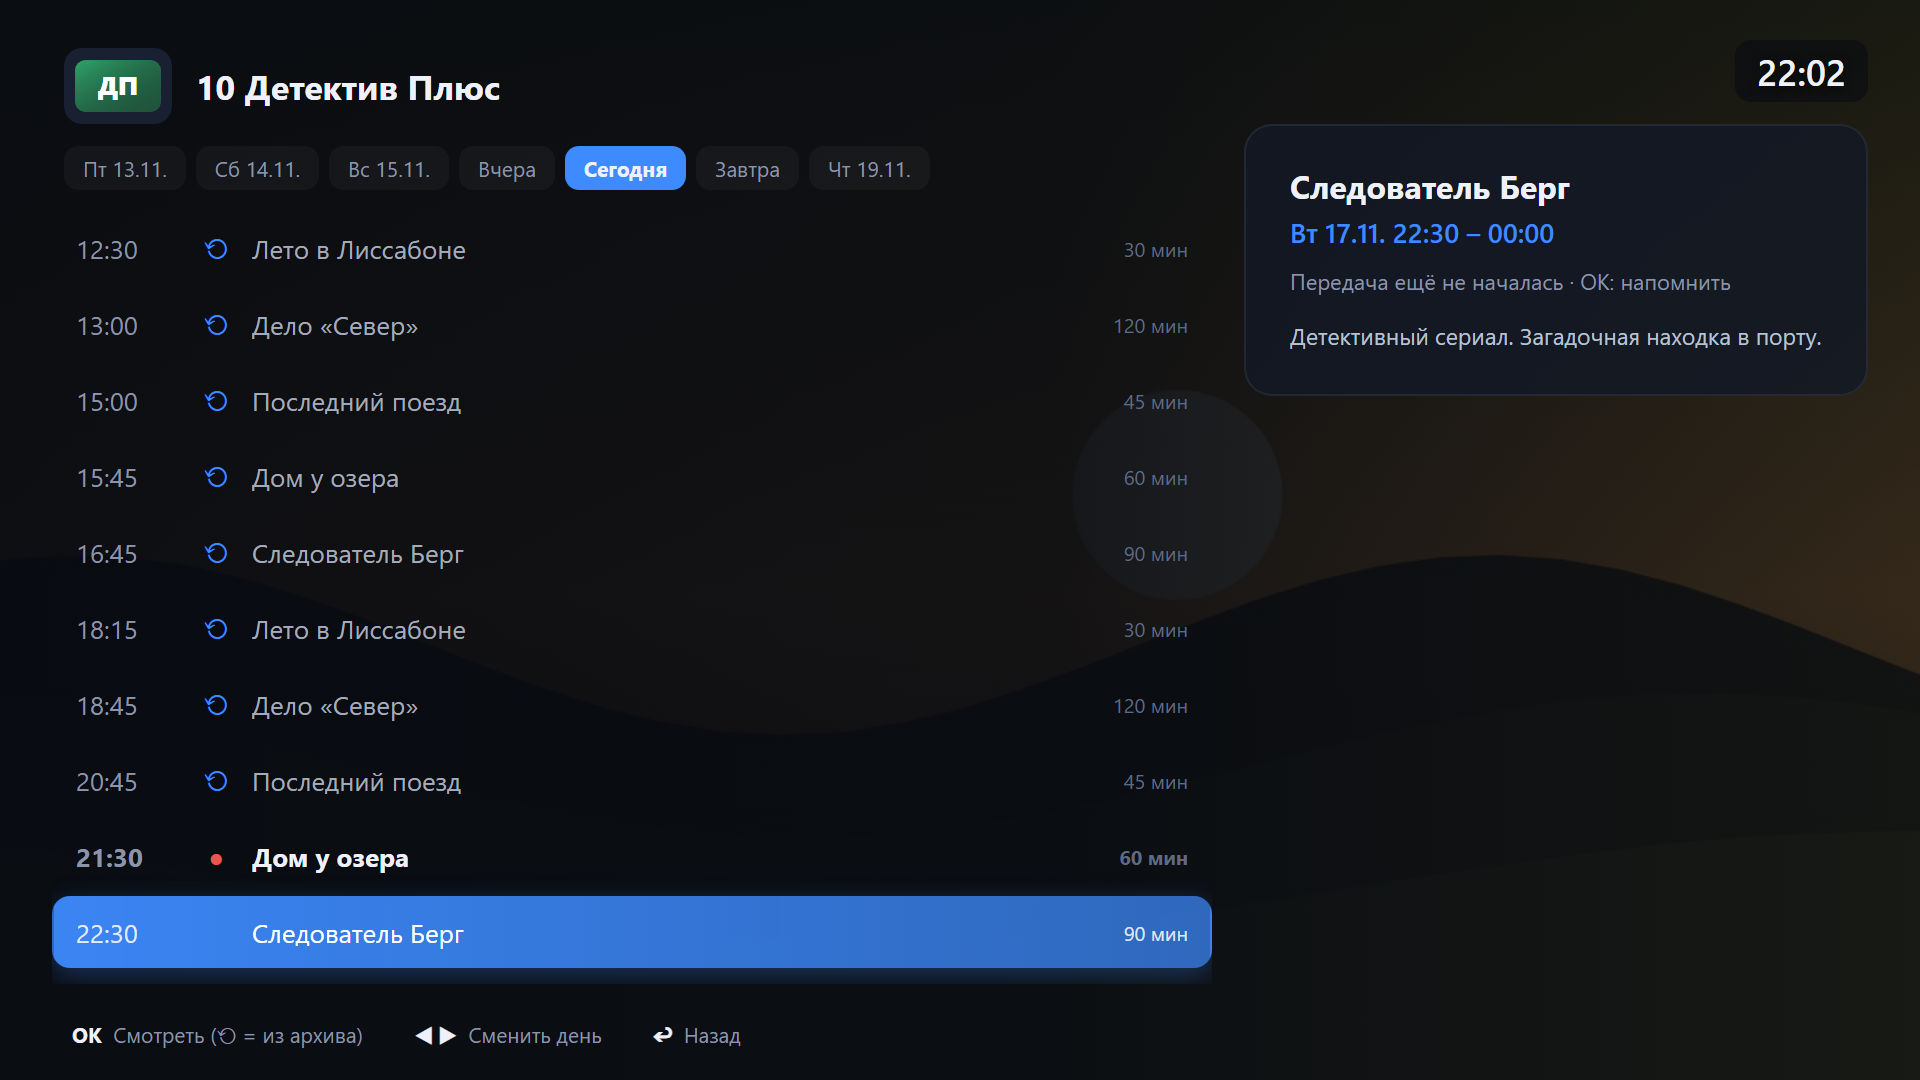 ДП
10 Детектив Плюс
22:02
Пт 13.11.
Сб 14.11.
Вс 15.11.
Вчера
Сегодня
Завтра
Чт 19.11.
12:30 Лето в Лиссабоне 30 мин
13:00 Дело «Север» 120 мин
15:00 Последний поезд 45 мин
15:45 Дом у озера 60 мин
16:45 Следователь Берг 90 мин
18:15 Лето в Лиссабоне 30 мин
18:45 Дело «Север» 120 мин
20:45 Последний поезд 45 мин
21:30 Дом у озера 60 мин
22:30 Следователь Берг 90 мин
Следователь Берг
Вт 17.11. 22:30 – 00:00
Передача ещё не началась · ОК: напомнить
Детективный сериал. Загадочная находка в порту.
OK Смотреть (⟲ = из архива)
◀ ▶ Сменить день
Назад